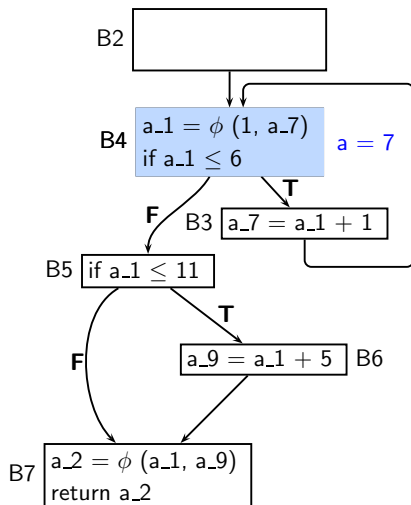 B2
B4
a_1 = ϕ (1, a_7)
if a_1 ≤ 6
a = 7
F
T
B3
a_7 = a_1 + 1
B5
if a_1 ≤ 11
T
F
a_9 = a_1 + 5
B6
B7
a_2 = ϕ (a_1, a_9)
return a_2